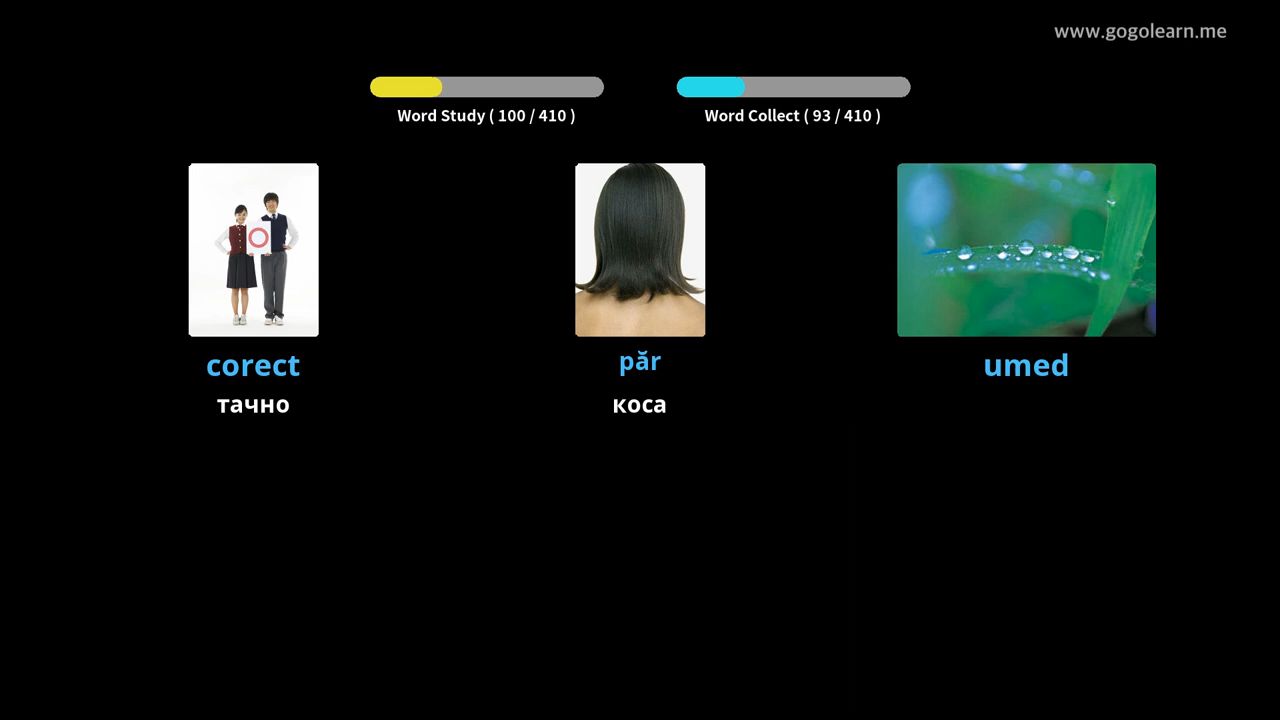 www.gogolearn.me
Word Study ( 100 / 410 )
Word Collect ( 93 / 410 )
corect
păr
umed
тачно
коса